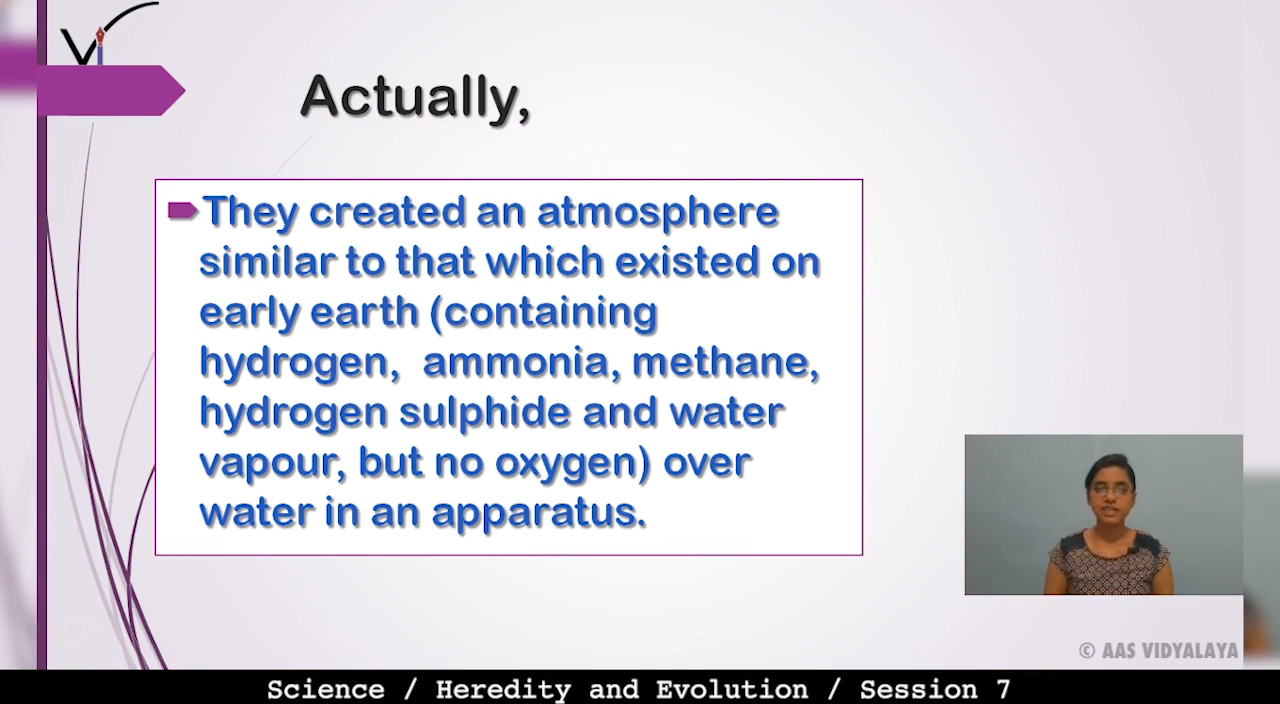 Vi
Actually,
They created an atmosphere
similar to that which existed on
early earth (containing
hydrogen, ammonia, methane,
hydrogen sulphide and water
vapour, but no oxygen) over
water in an apparatus.
© AAS VIDYALAYA
Science / Heredity and Evolution / Session 7